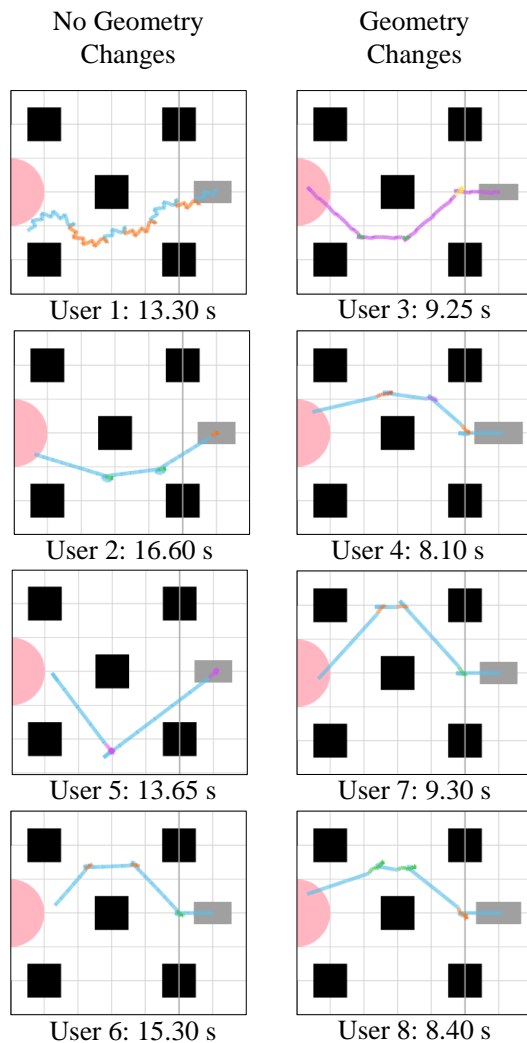 No Geometry
Changes
Geometry
Changes
User 1: 13.30 s
User 3: 9.25 s
User 2: 16.60 s
User 4: 8.10 s
User 5: 13.65 s
User 7: 9.30 s
User 6: 15.30 s
User 8: 8.40 s